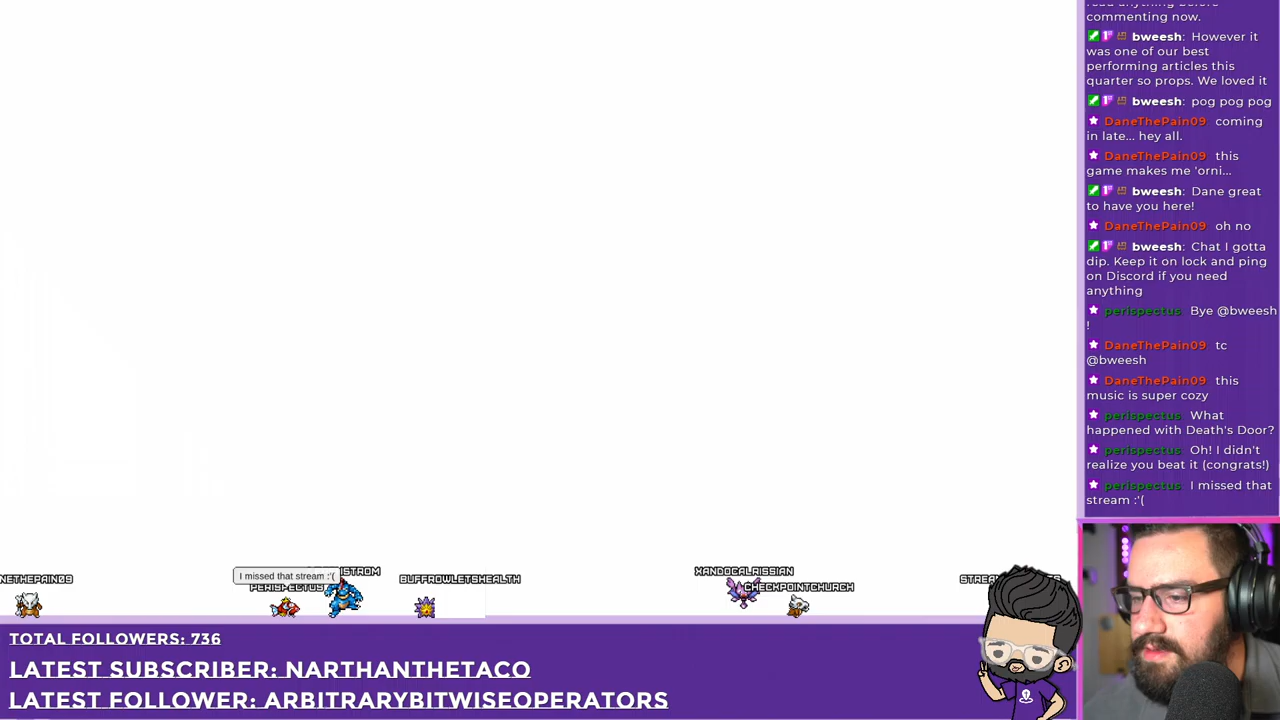 commenting now.
bweesh: However it
was one of our best
performing articles this
quarter so props. We loved it
bweesh: pog pog pog
DaneThePain09 coming
in late... hey all.
DaneThePain09 this
game makes me 'orni...
bweesh: Dane great
to have you here!
DaneThePain09 oh no
bweesh: Chat I gotta
dip. Keep it on lock and ping
on Discord if you need
anything
perispectus Bye @bweesh
!
DaneThePain09 tc
@bweesh
DaneThePain09 this
music is super cozy
perispectus What
happened with Death's Door?
perispectus Oh! I didn't
realize you beat it (congrats!)
perispectus I missed that
stream :'(
NETHEPAIN09
I missed that stream :'(
PERISPECTUS
BUFFROWLETSHEALTH
XANDOCALRISSIAN
CHECKPOINTCHURCH
TOTAL FOLLOWERS: 736
LATEST SUBSCRIBER: NARTHANTHETACO
LATEST FOLLOWER: ARBITRARYBITWISEOPERATORS